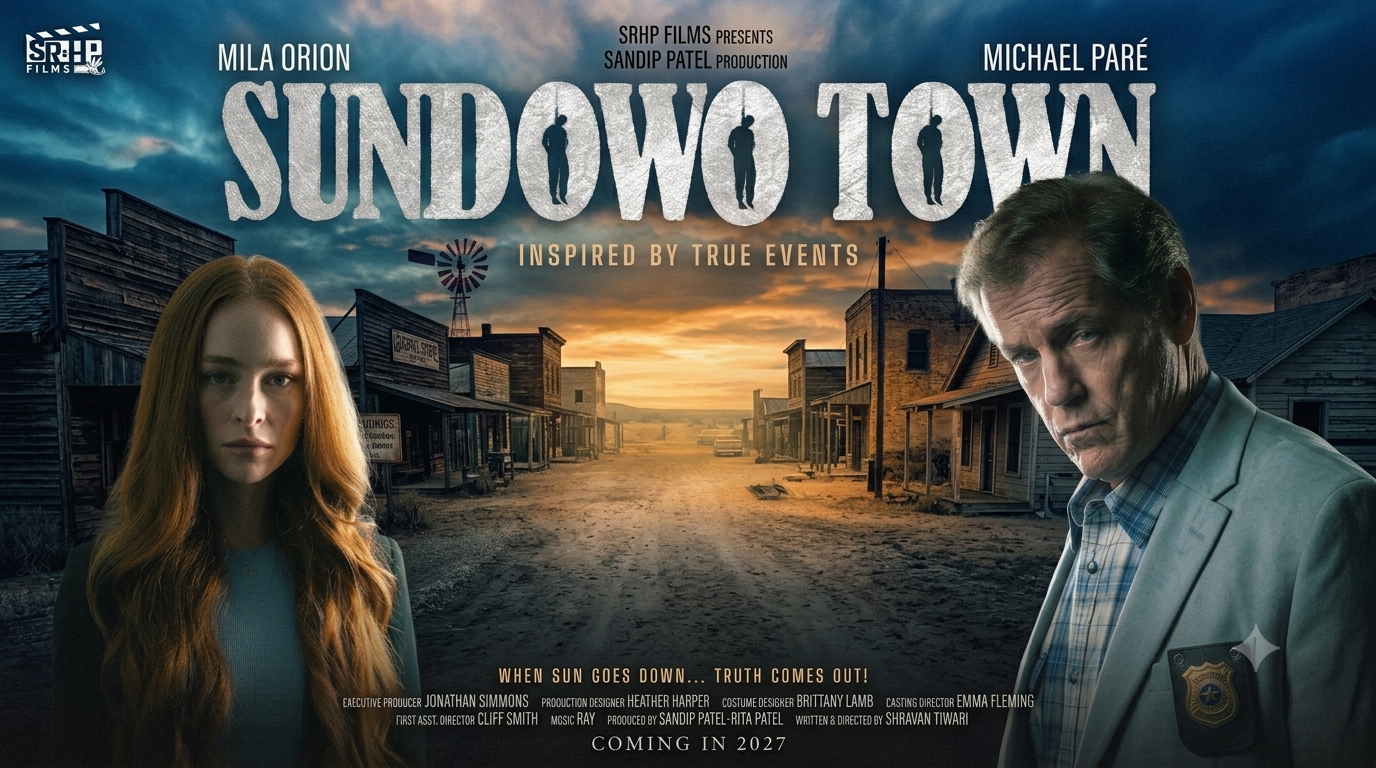 SRHP
FILMS
SRHP FILMS PRESENTS
SANDIP PATEL PRODUCTION
MILA ORION
MICHAEL PARÉ
SUNDOWO TOWN
INSPIRED BY TRUE EVENTS
WHEN SUN GOES DOWN... TRUTH COMES OUT!
EXECUTIVE PRODUCER JONATHAN SIMMONS PRODUCTION DESIGNER HEATHER HARPER COSTUME DESIGKER BRITTANY LAMB CASTING DIRECTOR EMMA FLEMING
FIRST ASST. DIRECTOR CLIFF SMITH MOSIC RAY PRODUCED BY SANDIP PATEL-RITA PATEL WRITTEN & DIRECTED BY SHRAVAN TIWARI
COMING IN 2027